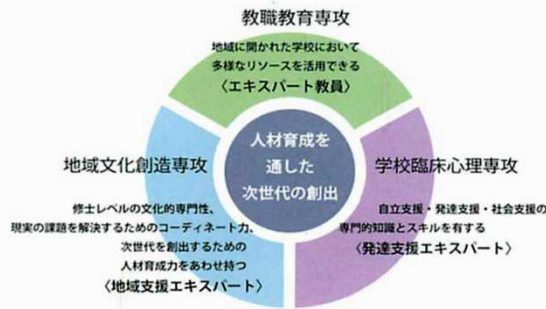 教職教育専攻
地域に開かれた学校において
多様なリソースを活用できる
〈エキスパート教員〉
人材育成を
通した
次世代の創出
地域文化創造専攻
修士レベルの文化的専門性、
現実の課題を解決するためのコーディネート力、
次世代を創出するための
人材育成力をあわせ持つ
〈地域支援エキスパート〉
学校臨床心理専攻
自立支援・発達支援・社会支援の
専門的知識とスキルを有する
〈発達支援エキスパート〉